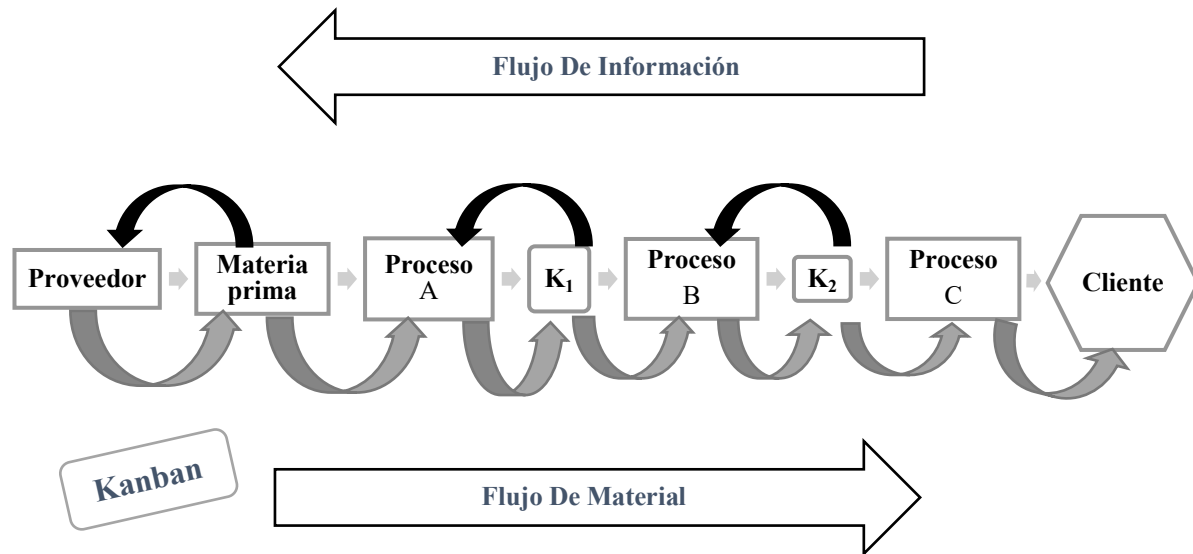 Flujo De Información
Proveedor
Materia
prima
Proceso
A
K₁
Proceso
B
K₂
Proceso
C
Cliente
Kanban
Flujo De Material